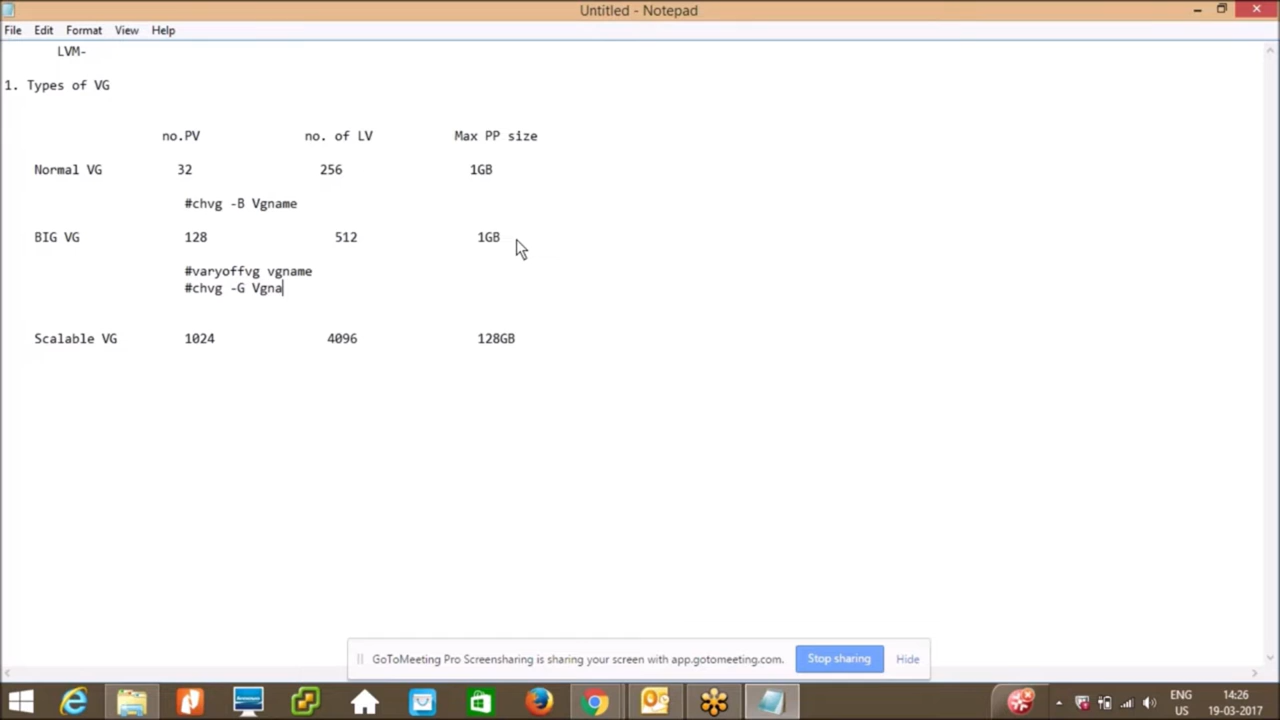 Untitled - Notepad
File Edit Format View Help
LVM-
1. Types of VG
no.PV no. of LV Max PP size
Normal VG 32 256 1GB
#chvg -B Vgname
BIG VG 128 512 1GB
#varyoffvg vgname
#chvg -G Vgna
Scalable VG 1024 4096 128GB
GoToMeeting Pro Screensharing is sharing your screen with app.gotomeeting.com. Stop sharing Hide
ENG 14:26
US 19-03-2017